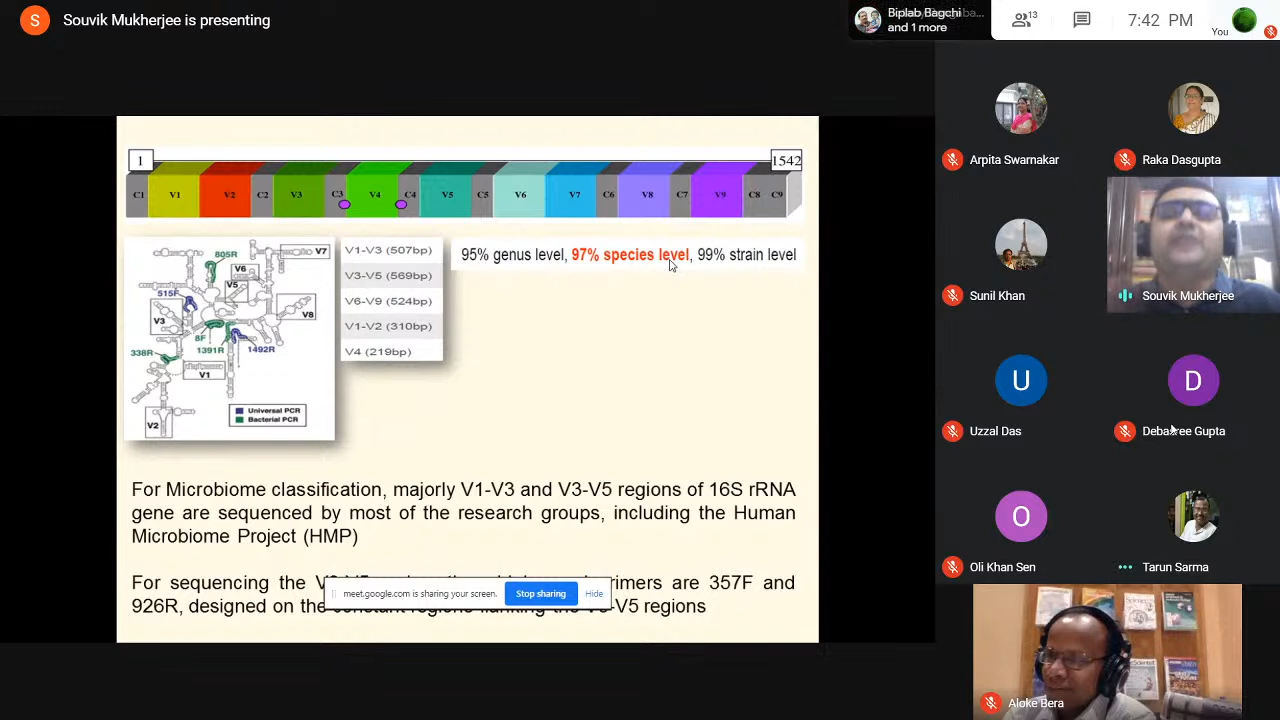 S Souvik Mukherjee is presenting
Biplab Bagchi
and 1 more
13
7:42 PM
You
1
1542
C1 V1 V2 C2 V3 C3 V4 C4 V5 C5 V6 V7 C6 V8 C7 V9 C8 C9
805R
V7
V6
V5
515F
V3
V8
8F
1391R
1492R
338R
V1
V2
Universal PCR
Bacterial PCR
V1-V3 (507bp)
V3-V5 (569bp)
V6-V9 (524bp)
V1-V2 (310bp)
V4 (219bp)
95% genus level, 97% species level, 99% strain level
For Microbiome classification, majorly V1-V3 and V3-V5 regions of 16S rRNA
gene are sequenced by most of the research groups, including the Human
Microbiome Project (HMP)
For sequencing the are 357F and
926R, designed on the constant regions flanking the -V5 regions
meet.google.com is sharing your screen.
Stop sharing
Hide
Arpita Swarnakar
Raka Dasgupta
Sunil Khan
Souvik Mukherjee
U
D
Uzzal Das
Gupta
O
Oli Khan Sen
Tarun Sarma
Aloke Bera